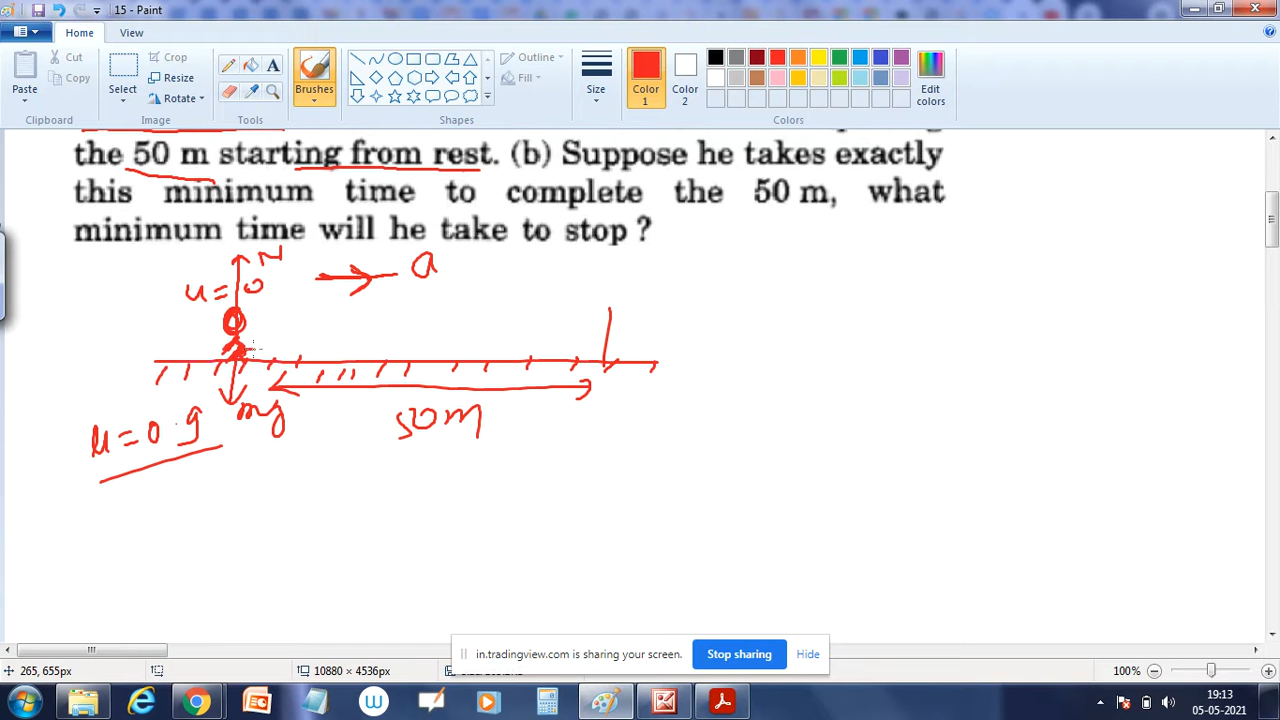 15 - Paint
Home
View
Paste
Cut
Copy
Clipboard
Select
Crop
Resize
Rotate
Image
A
Tools
Brushes
Outline
Fill
Shapes
Size
Color 1
Color 2
Edit colors
Colors
the 50 m starting from rest. (b) Suppose he takes exactly
this minimum time to complete the 50 m, what
minimum time will he take to stop ?
N
a
u = 0
mg
50m
μ = 0.9
in.tradingview.com is sharing your screen.
Stop sharing
Hide
265, 655px
10880 × 4536px
100%
19:13
05-05-2021